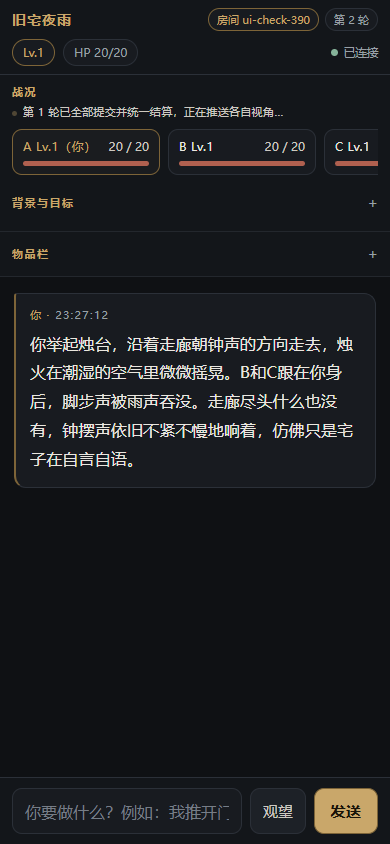 旧宅夜雨 房间 ui-check-390 第 2 轮
Lv.1 HP 20/20 已连接
战况
第 1 轮已全部提交并统一结算，正在推送各自视角…
A Lv.1（你） 20 / 20 B Lv.1 20 / 20 C Lv.1
背景与目标 +
物品栏 +
你 · 23:27:12
你举起烛台，沿着走廊朝钟声的方向走去，烛
火在潮湿的空气里微微摇晃。B和C跟在你身
后，脚步声被雨声吞没。走廊尽头什么也没
有，钟摆声依旧不紧不慢地响着，仿佛只是宅
子在自言自语。
你要做什么？例如：我推开门 观望 发送